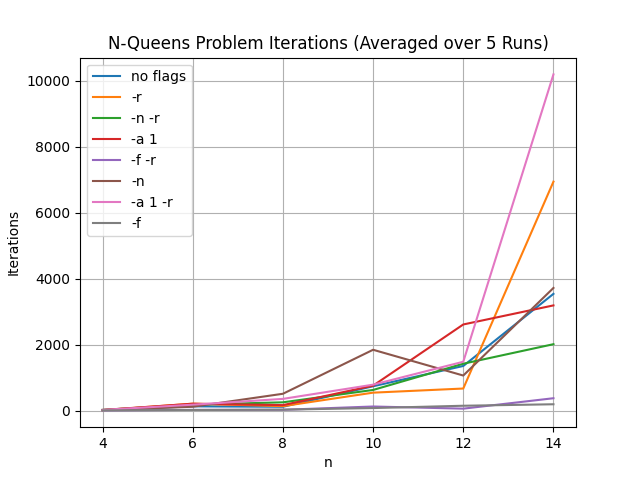 N-Queens Problem Iterations (Averaged over 5 Runs)
no flags
-r
-n -r
-a 1
-f -r
-n
-a 1 -r
-f
10000
8000
6000
4000
2000
0
Iterations
4 6 8 10 12 14
n